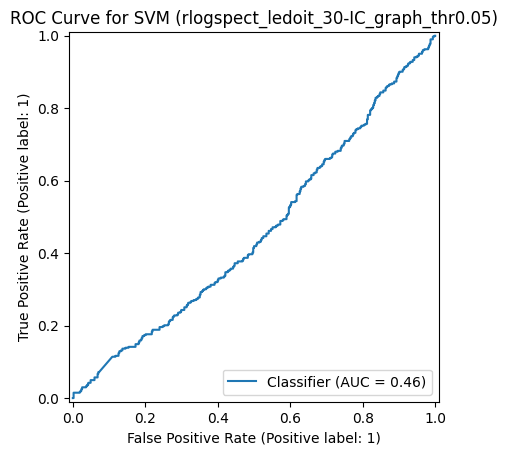 ROC Curve for SVM (rlogspect_ledoit_30-IC_graph_thr0.05)
True Positive Rate (Positive label: 1)
1.0
0.8
0.6
0.4
0.2
0.0
Classifier (AUC = 0.46)
0.0 0.2 0.4 0.6 0.8 1.0
False Positive Rate (Positive label: 1)